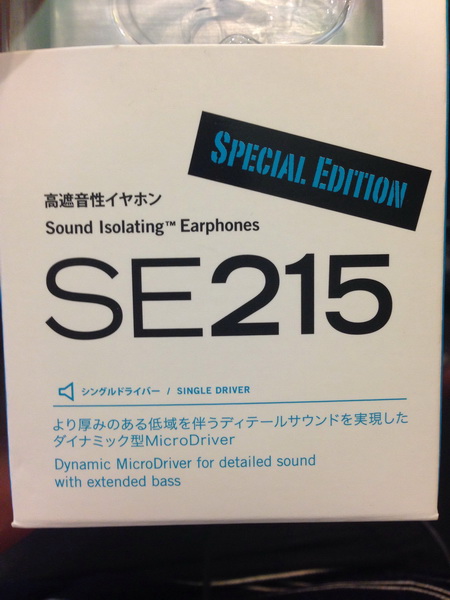 SPECIAL EDITION
高遮音性イヤホン
Sound Isolating™ Earphones
SE215
シングルドライバー / SINGLE DRIVER
より厚みのある低域を伴うディテールサウンドを実現した
ダイナミック型MicroDriver
Dynamic MicroDriver for detailed sound
with extended bass